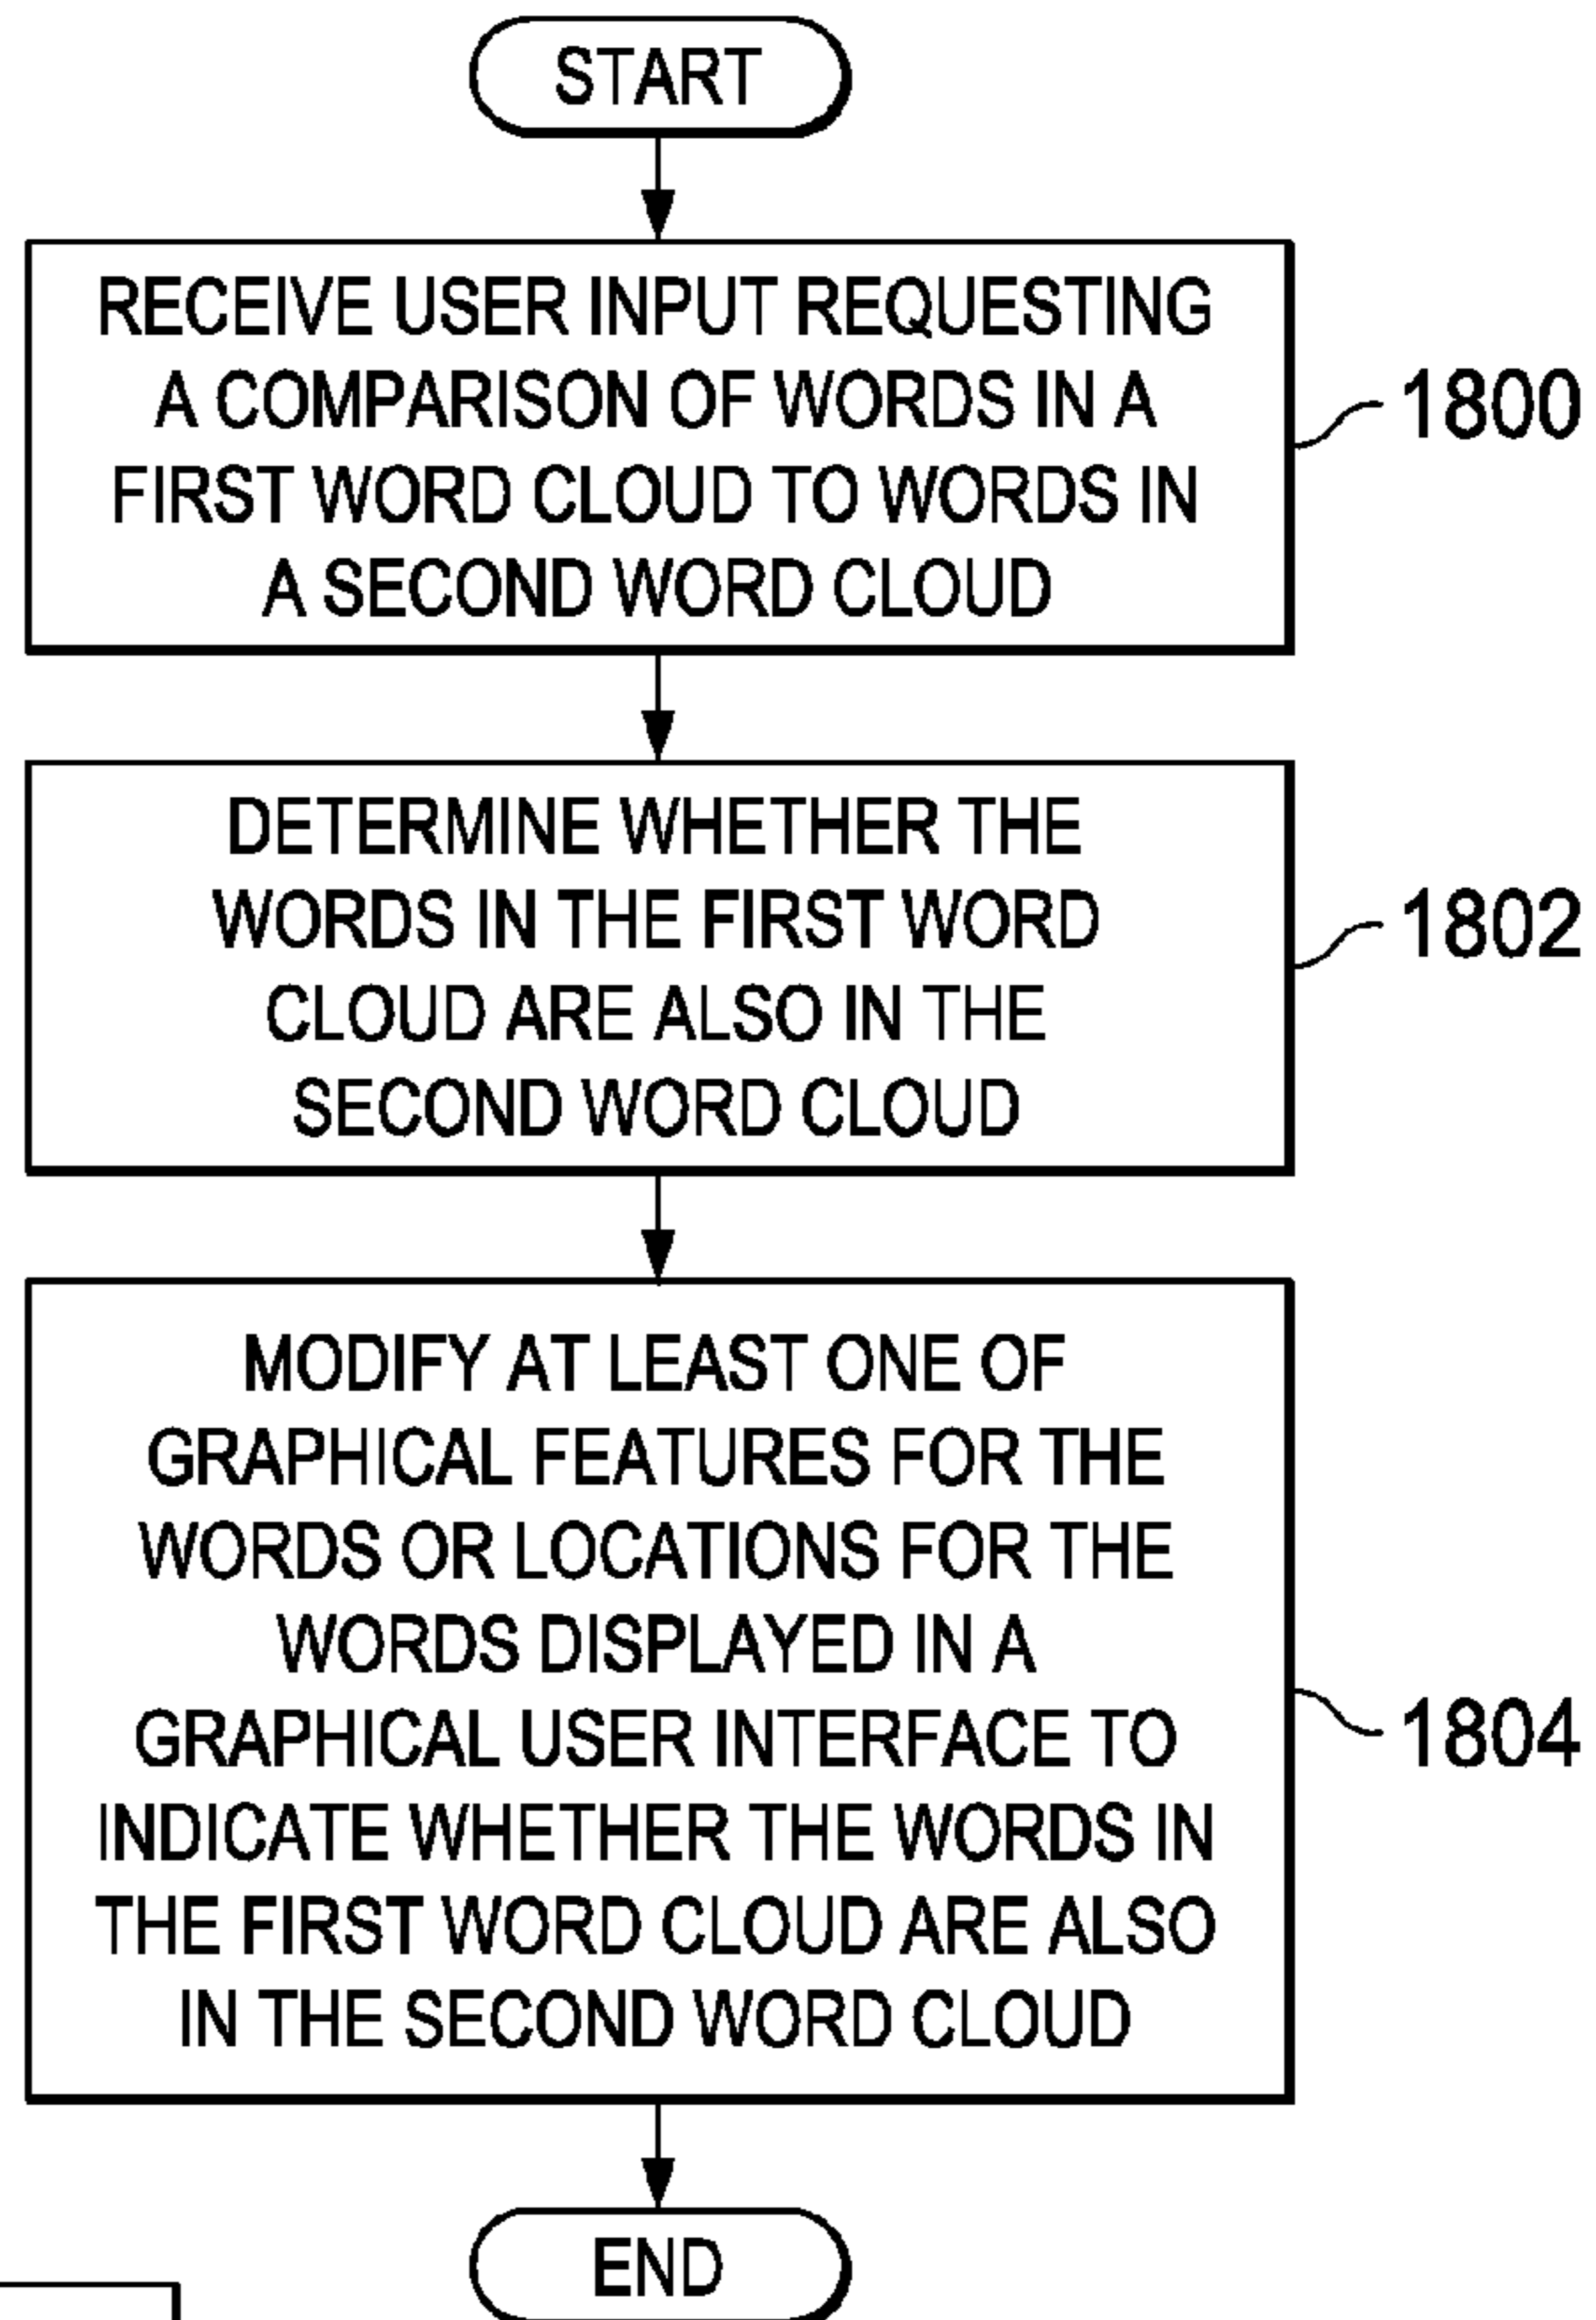 START
RECEIVE USER INPUT REQUESTING
A COMPARISON OF WORDS IN A
FIRST WORD CLOUD TO WORDS IN
A SECOND WORD CLOUD
1800
DETERMINE WHETHER THE
WORDS IN THE FIRST WORD
CLOUD ARE ALSO IN THE
SECOND WORD CLOUD
1802
MODIFY AT LEAST ONE OF
GRAPHICAL FEATURES FOR THE
WORDS OR LOCATIONS FOR THE
WORDS DISPLAYED IN A
GRAPHICAL USER INTERFACE TO
INDICATE WHETHER THE WORDS IN
THE FIRST WORD CLOUD ARE ALSO
IN THE SECOND WORD CLOUD
1804
END